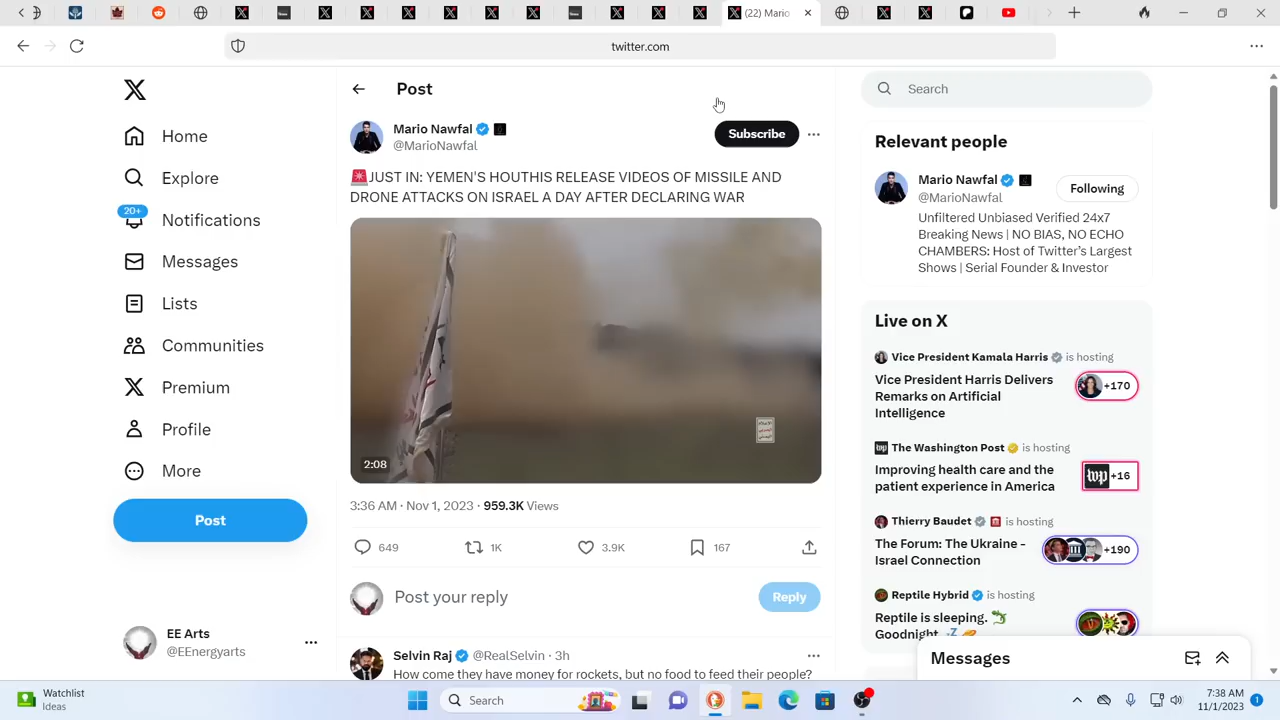 (22) Mario
twitter.com
Post
Search
Home
Explore
20+
Notifications
Messages
Lists
Communities
Premium
Profile
More
Post
EE Arts
@EEnergyarts
Mario Nawfal
@MarioNawfal
Subscribe
🚨JUST IN: YEMEN'S HOUTHIS RELEASE VIDEOS OF MISSILE AND
DRONE ATTACKS ON ISRAEL A DAY AFTER DECLARING WAR
2:08
3:36 AM · Nov 1, 2023 · 959.3K Views
649 1K 3.9K 167
Post your reply
Reply
Selvin Raj @RealSelvin · 3h
How come they have money for rockets, but no food to feed their people?
Relevant people
Mario Nawfal
@MarioNawfal
Following
Unfiltered Unbiased Verified 24x7
Breaking News | NO BIAS, NO ECHO
CHAMBERS: Host of Twitter's Largest
Shows | Serial Founder & Investor
Live on X
Vice President Kamala Harris is hosting
Vice President Harris Delivers
Remarks on Artificial
Intelligence
+170
The Washington Post is hosting
Improving health care and the
patient experience in America
wp +16
Thierry Baudet is hosting
The Forum: The Ukraine -
Israel Connection
+190
Reptile Hybrid is hosting
Reptile is sleeping. 🦎
Goodnight 💤
Messages
Watchlist
Ideas
Search
7:38 AM
11/1/2023
1